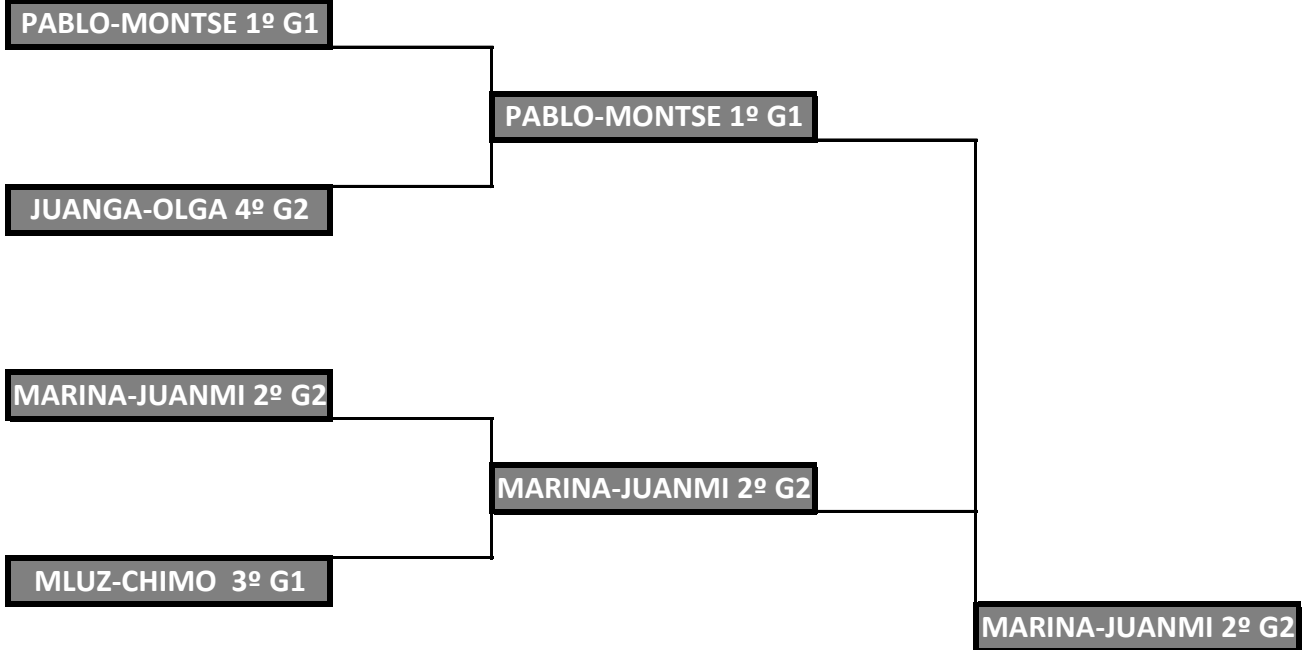 PABLO-MONTSE 1º G1
PABLO-MONTSE 1º G1
JUANGA-OLGA 4º G2
MARINA-JUANMI 2º G2
MARINA-JUANMI 2º G2
MLUZ-CHIMO  3º G1
MARINA-JUANMI 2º G2